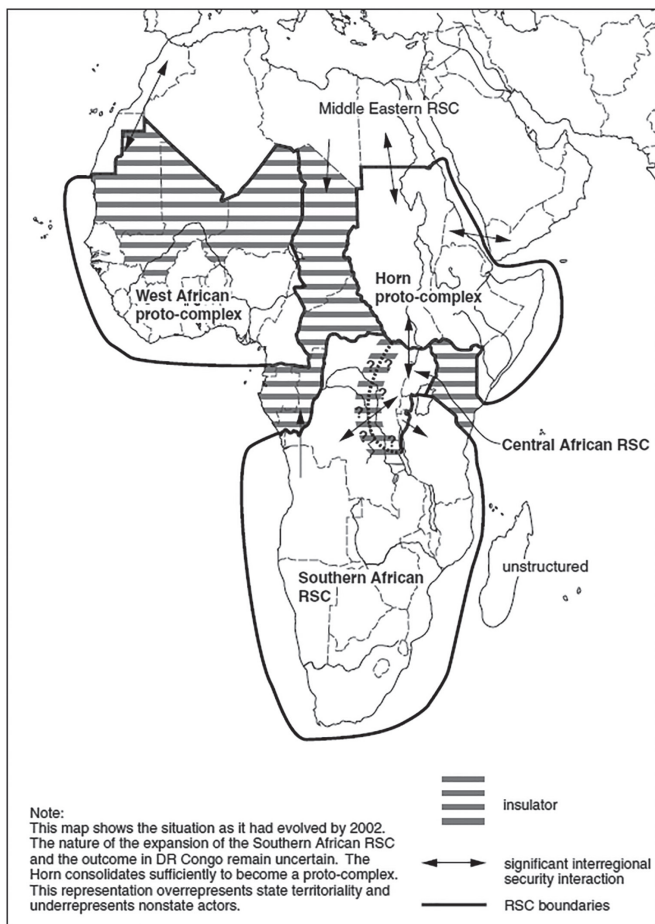 Middle Eastern RSC
Horn
proto-complex
West African
proto-complex
? ?
? ?
?
? ?
? ?
Central African RSC
unstructured
Southern African
RSC
insulator
Note:
This map shows the situation as it had evolved by 2002.
The nature of the expansion of the Southern African RSC
and the outcome in DR Congo remain uncertain. The
Horn consolidates sufficiently to become a proto-complex.
This representation overrepresents state territoriality and
underrepresents nonstate actors.
significant interregional
security interaction
RSC boundaries